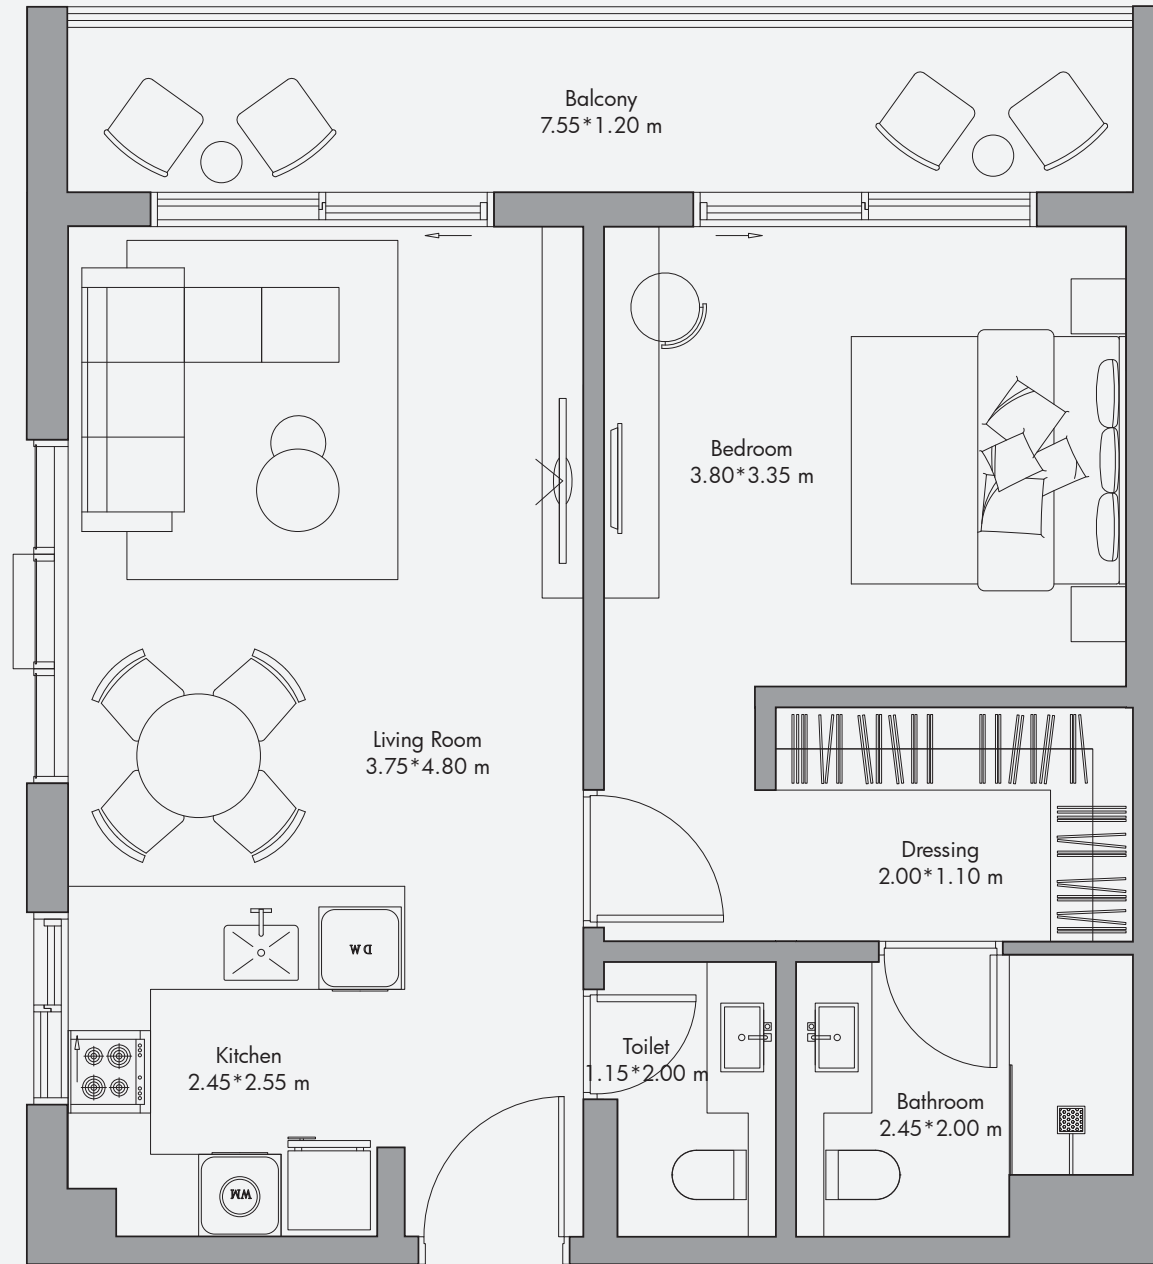 Balcony
7.55*1.20 m
Bedroom
3.80*3.35 m
Living Room
3.75*4.80 m
Dressing
2.00*1.10 m
DW
Kitchen
2.45*2.55 m
Toilet
1.15*2.00 m
Bathroom
2.45*2.00 m
WM